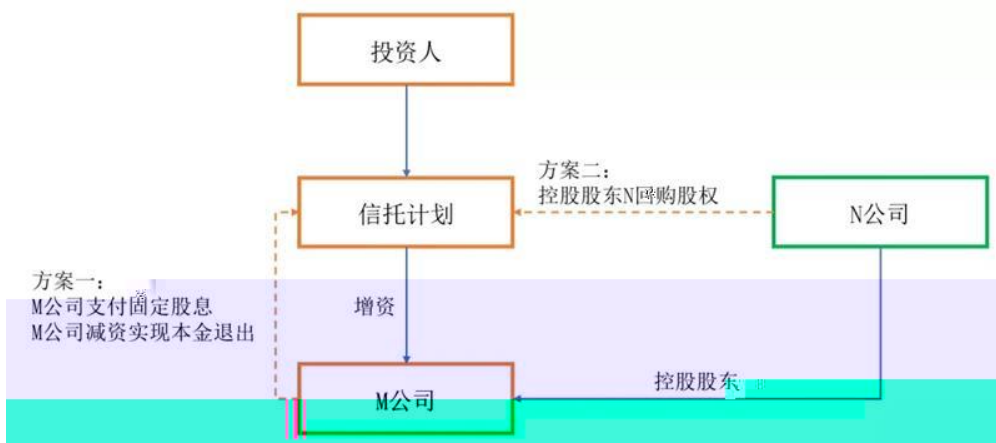 投资人
方案二：
控股股东N回购股权
信托计划
N公司
方案一：
M公司支付固定股息
M公司减资实现本金退出
增资
控股股东
M公司